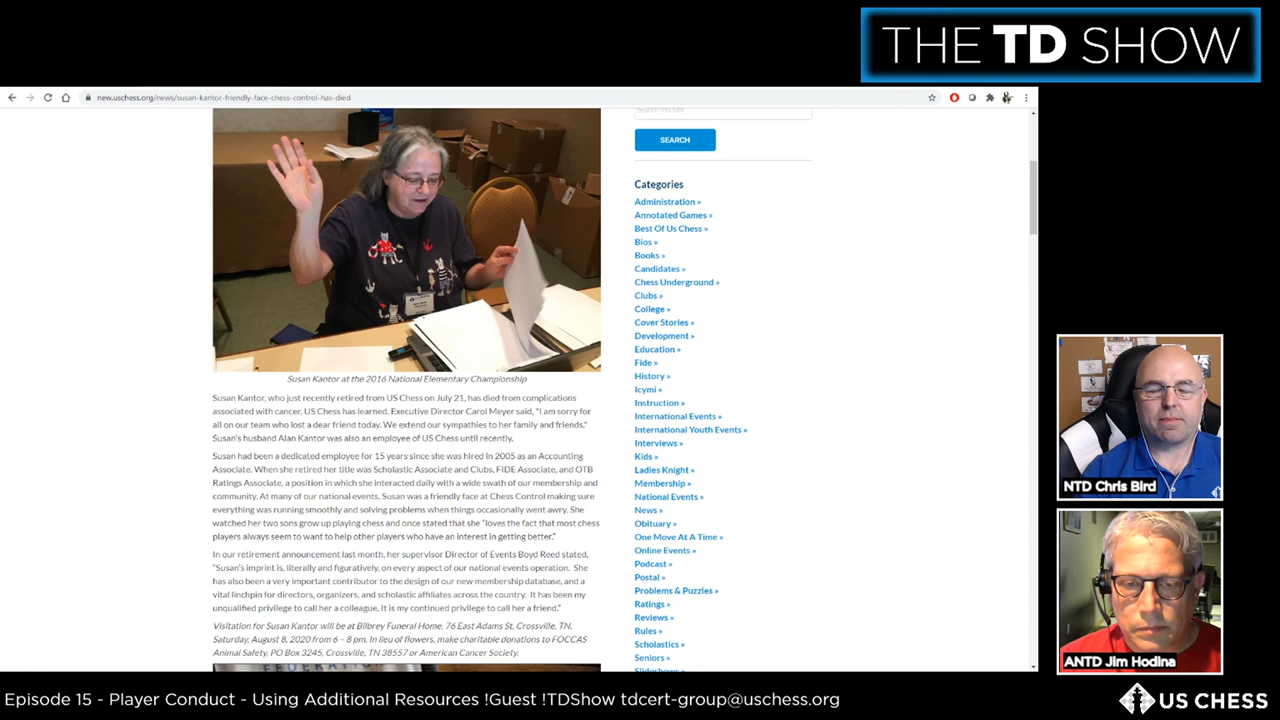 THE TD SHOW
new.uschess.org/news/susan-kantor-friendly-face-chess-control-has-died
Susan Kantor at the 2016 National Elementary Championship
Susan Kantor, who just recently retired from US Chess on July 21, has died from complications
associated with cancer, US Chess has learned. Executive Director Carol Meyer said, "I am sorry for
all on our team who lost a dear friend today. We extend our sympathies to her family and friends."
Susan's husband Alan Kantor was also an employee of US Chess until recently.
Susan had been a dedicated employee for 15 years since she was hired in 2005 as an Accounting
Associate. When she retired her title was Scholastic Associate and Clubs, FIDE Associate, and OTB
Ratings Associate, a position in which she interacted daily with a wide swath of our membership and
community. At many of our national events, Susan was a friendly face at Chess Control making sure
everything was running smoothly and solving problems when things occasionally went awry. She
watched her two sons grow up playing chess and once stated that she "loves the fact that most chess
players always seem to want to help other players who have an interest in getting better."
In our retirement announcement last month, her supervisor Director of Events Boyd Reed stated,
"Susan's imprint is, literally and figuratively, on every aspect of our national events operation. She
has also been a very important contributor to the design of our new membership database, and a
vital linchpin for directors, organizers, and scholastic affiliates across the country. It has been my
unqualified privilege to call her a colleague. It is my continued privilege to call her a friend."
Visitation for Susan Kantor will be at Bilbrey Funeral Home, 76 East Adams St, Crossville, TN,
Saturday, August 8, 2020 from 6 – 8 pm. In lieu of flowers, make charitable donations to FOCCAS
Animal Safety, PO Box 3245, Crossville, TN 38557 or American Cancer Society.
Search this site
SEARCH
Categories
Administration »
Annotated Games »
Best Of Us Chess »
Bios »
Books »
Candidates »
Chess Underground »
Clubs »
College »
Cover Stories »
Development »
Education »
Fide »
History »
Icymi »
Instruction »
International Events »
International Youth Events »
Interviews »
Kids »
Ladies Knight »
Membership »
National Events »
News »
Obituary »
One Move At A Time »
Online Events »
Podcast »
Postal »
Problems & Puzzles »
Ratings »
Reviews »
Rules »
Scholastics »
Seniors »
Slideshows »
NTD Chris Bird
ANTD Jim Hodina
Episode 15 - Player Conduct - Using Additional Resources !Guest !TDShow tdcert-group@uschess.org
US CHESS